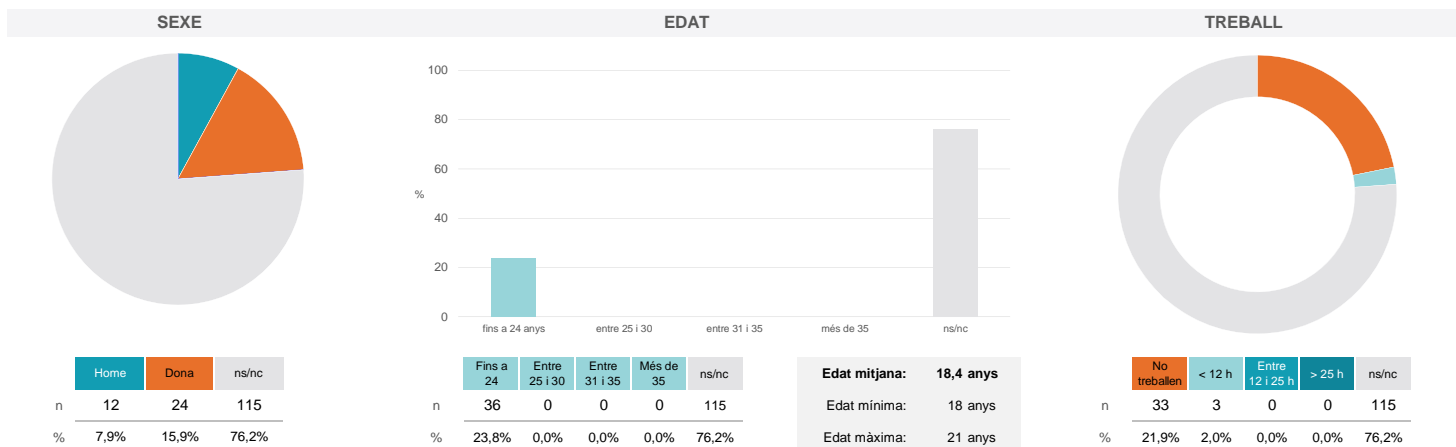 SEXE
EDAT
TREBALL
100
80
60
%
40
20
0
fins a 24 anys
entre 25 i 30
entre 31 i 35
més de 35
ns/nc
Home Dona ns/nc
n 12 24 115
% 7,9% 15,9% 76,2%
Fins a 24 Entre 25 i 30 Entre 31 i 35 Més de 35 ns/nc
n 36 0 0 0 115
% 23,8% 0,0% 0,0% 0,0% 76,2%
Edat mitjana: 18,4 anys
Edat mínima: 18 anys
Edat màxima: 21 anys
No treballen < 12 h Entre 12 i 25 h > 25 h ns/nc
n 33 3 0 0 115
% 21,9% 2,0% 0,0% 0,0% 76,2%